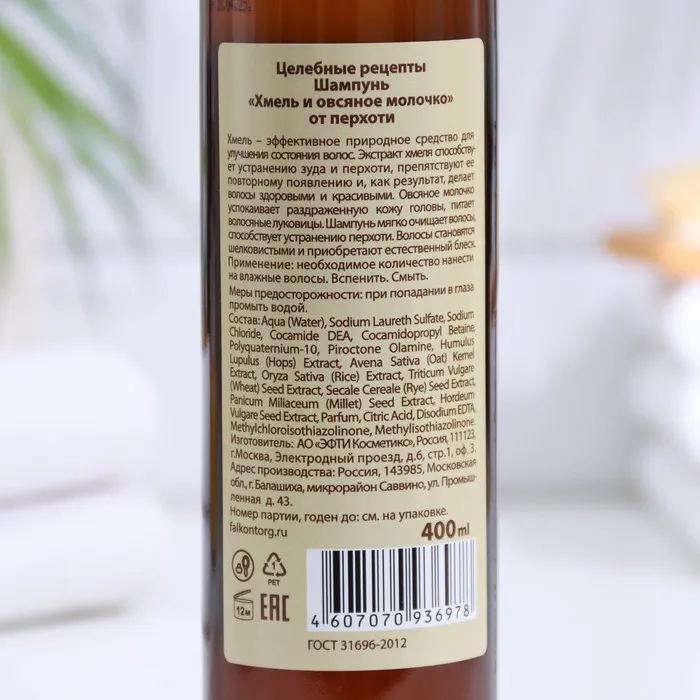 Целебные рецепты
Шампунь
«Хмель и овсяное молочко»
от перхоти
Хмель – эффективное природное средство для
улучшения состояния волос. Экстракт хмеля способству-
ет устранению зуда и перхоти, препятствует ее
повторному появлению и, как результат, делает
волосы здоровыми и красивыми. Овсяное молочко
успокаивает раздраженную кожу головы, питает
волосяные луковицы. Шампунь мягко очищает волосы,
способствует устранению перхоти. Волосы становятся
шелковистыми и приобретают естественный блеск.
Применение: необходимое количество нанести
на влажные волосы. Вспенить. Смыть.
Меры предосторожности: при попадании в глаза
промыть водой.
Состав: Aqua (Water), Sodium Laureth Sulfate, Sodium
Chloride, Cocamide DEA, Cocamidopropyl Betaine,
Polyquaternium-10, Piroctone Olamine, Humulus
Lupulus (Hops) Extract, Avena Sativa (Oat) Kernel
Extract, Oryza Sativa (Rice) Extract, Triticum Vulgare
(Wheat) Seed Extract, Secale Cereale (Rye) Seed Extract,
Panicum Miliaceum (Millet) Seed Extract, Hordeum
Vulgare Seed Extract, Parfum, Citric Acid, Disodium EDTA,
Methylchloroisothiazolinone, Methylisothiazolinone.
Изготовитель: АО «ЭФТИ Косметикс», Россия, 111123,
г.Москва, Электродный проезд, д.6, стр.1, оф. 3.
Адрес производства: Россия, 143985, Московская
обл., г. Балашиха, микрорайон Саввино, ул. Промыш-
ленная д. 43.
Номер партии, годен до: см. на упаковке.
falkontorg.ru
400 ml
1
PET
12м
EAC
4 607070 936978
ГОСТ 31696-2012